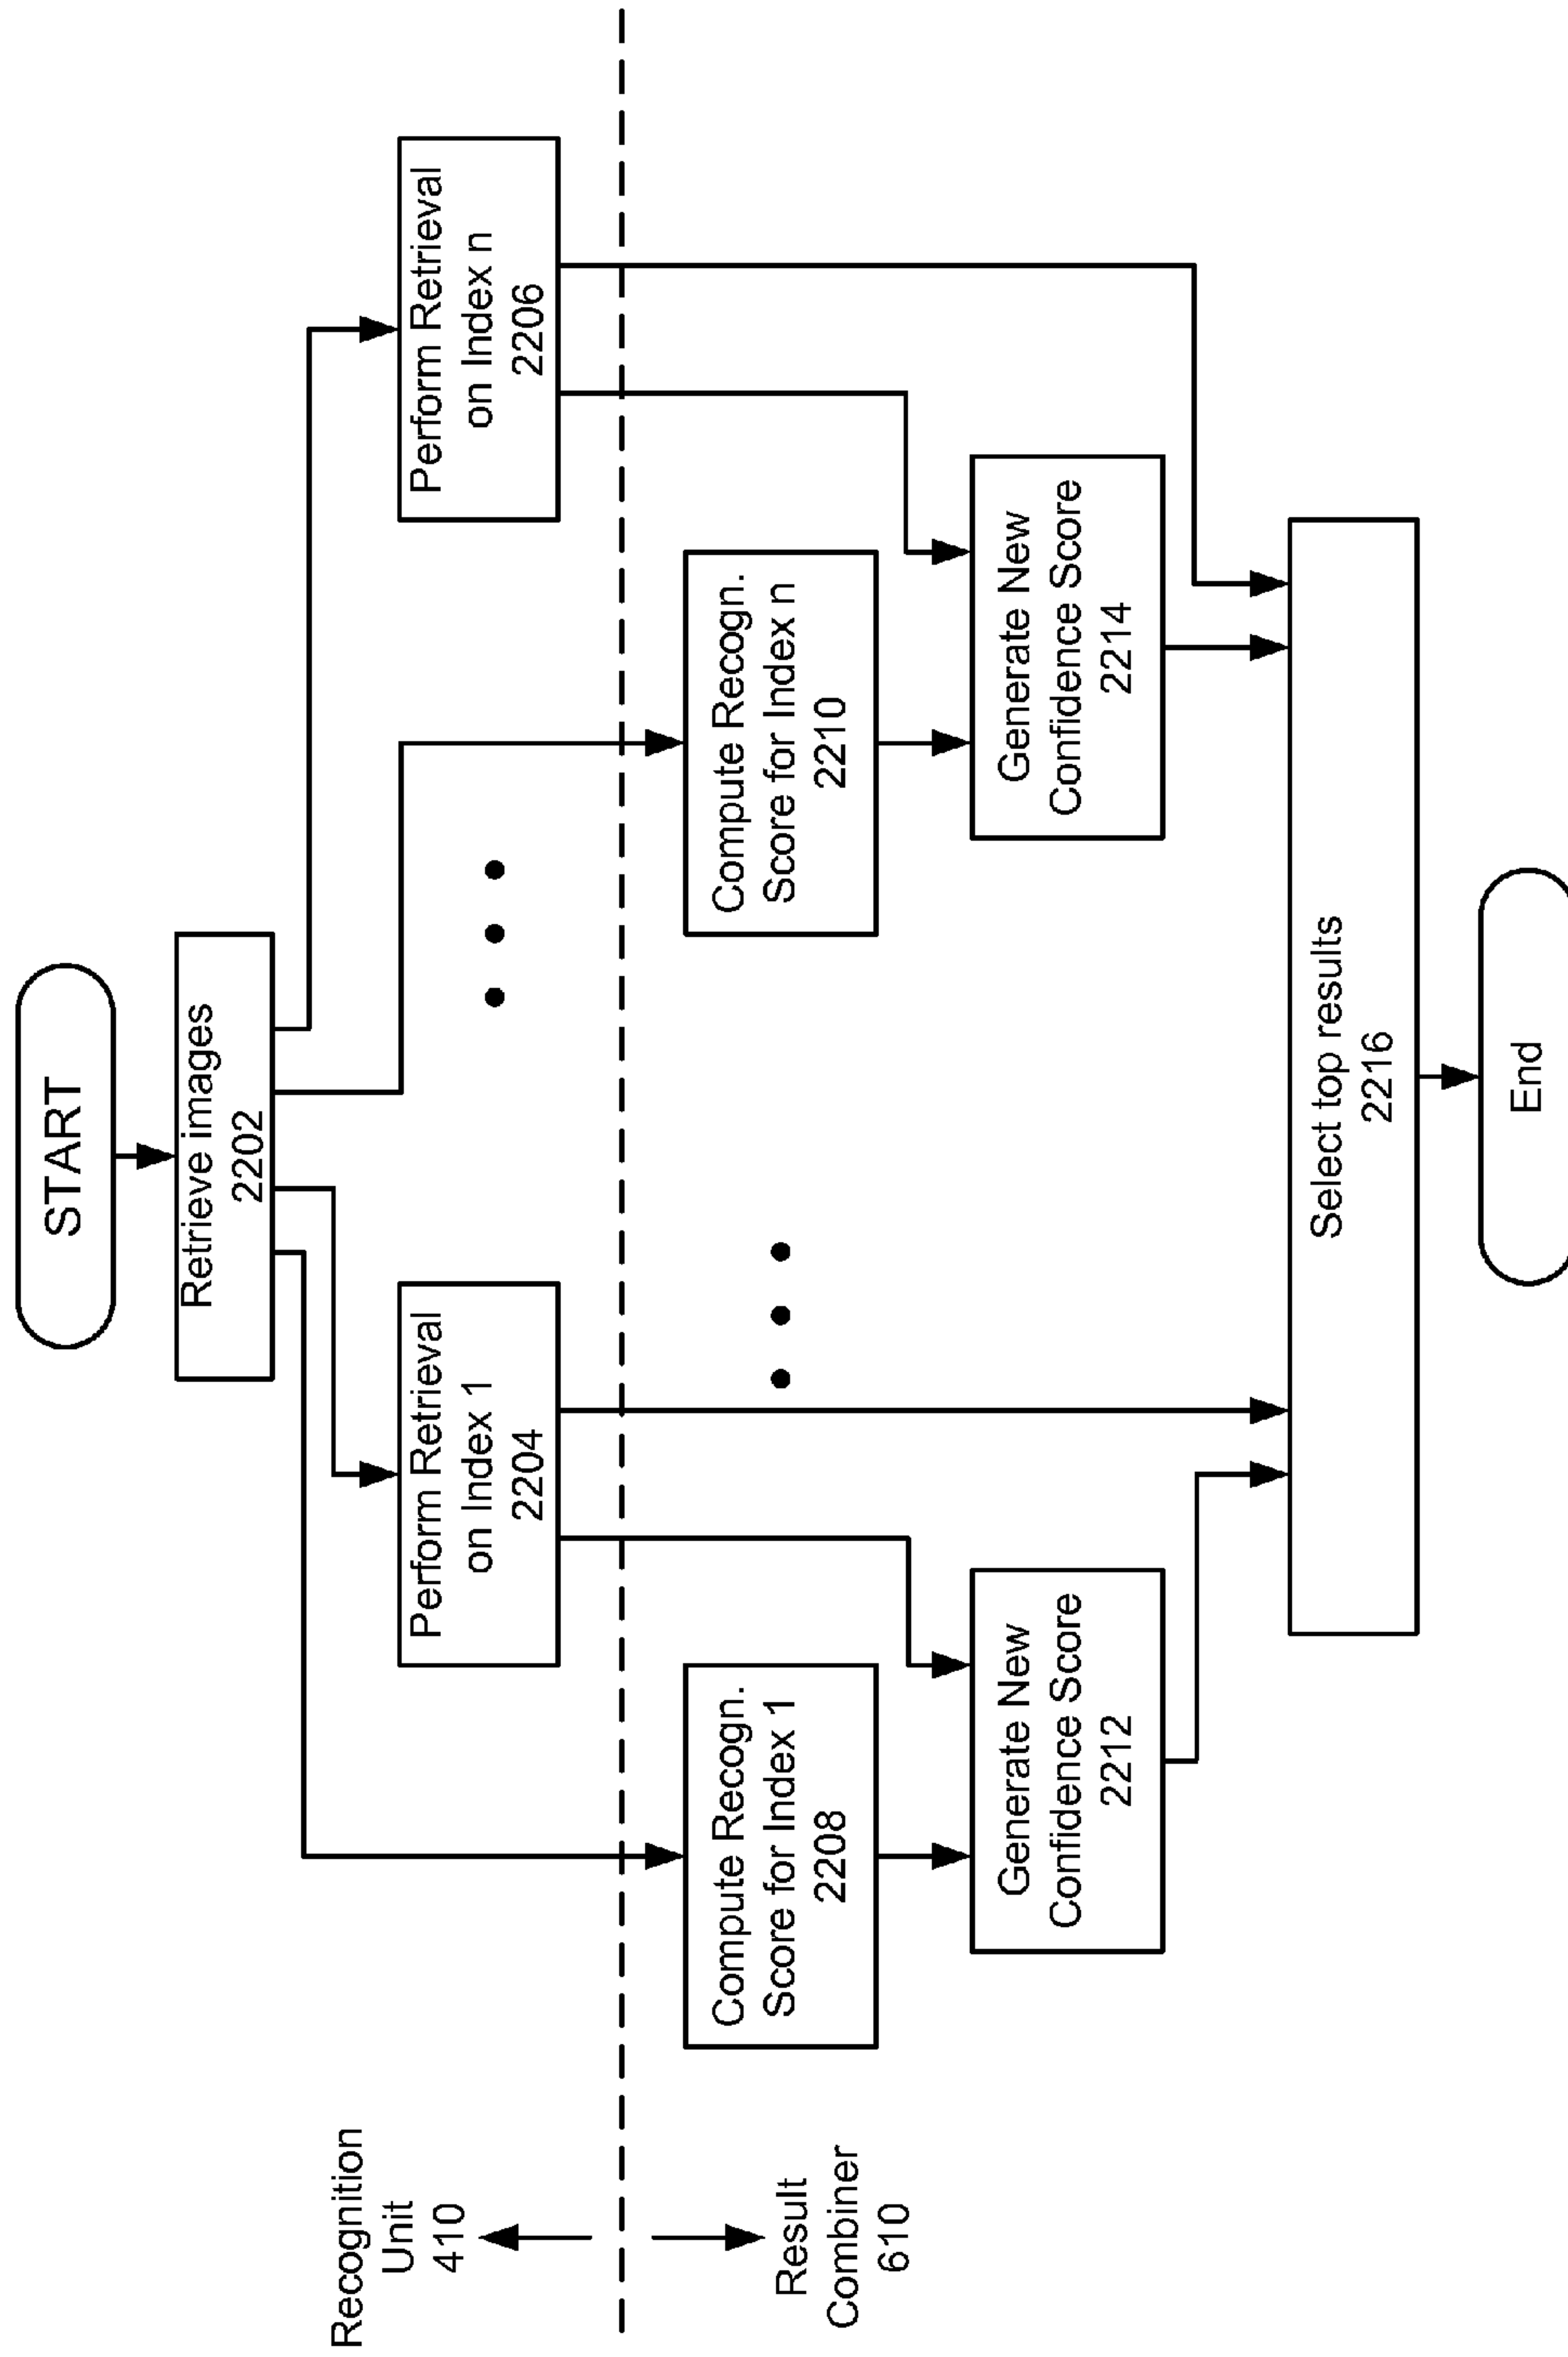 START
Retrieve images
2202
Recognition
Unit
410
Perform Retrieval
on Index 1
2204
Perform Retrieval
on Index n
2206
Result
Combiner
610
Compute Recogn.
Score for Index 1
2208
Compute Recogn.
Score for Index n
2210
Generate New
Confidence Score
2212
Generate New
Confidence Score
2214
Select top results
2216
End